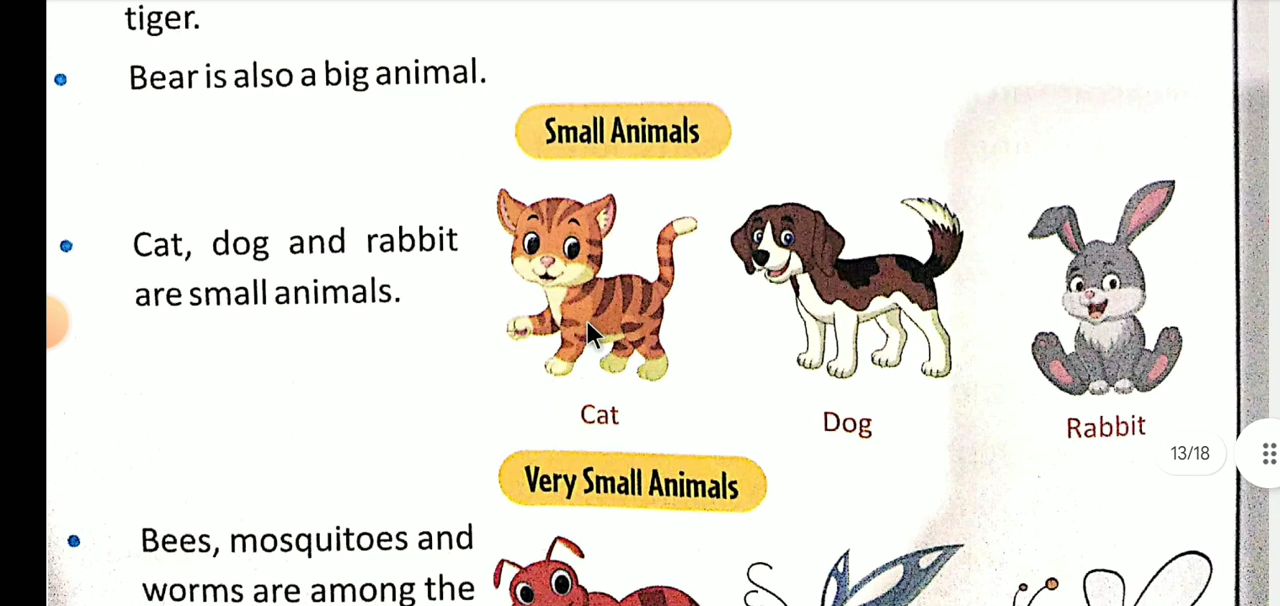 tiger.
Bear is also a big animal.
Small Animals
Cat, dog and rabbit
are small animals.
Cat
Dog
Rabbit
13/18
Very Small Animals
Bees, mosquitoes and
worms are among the